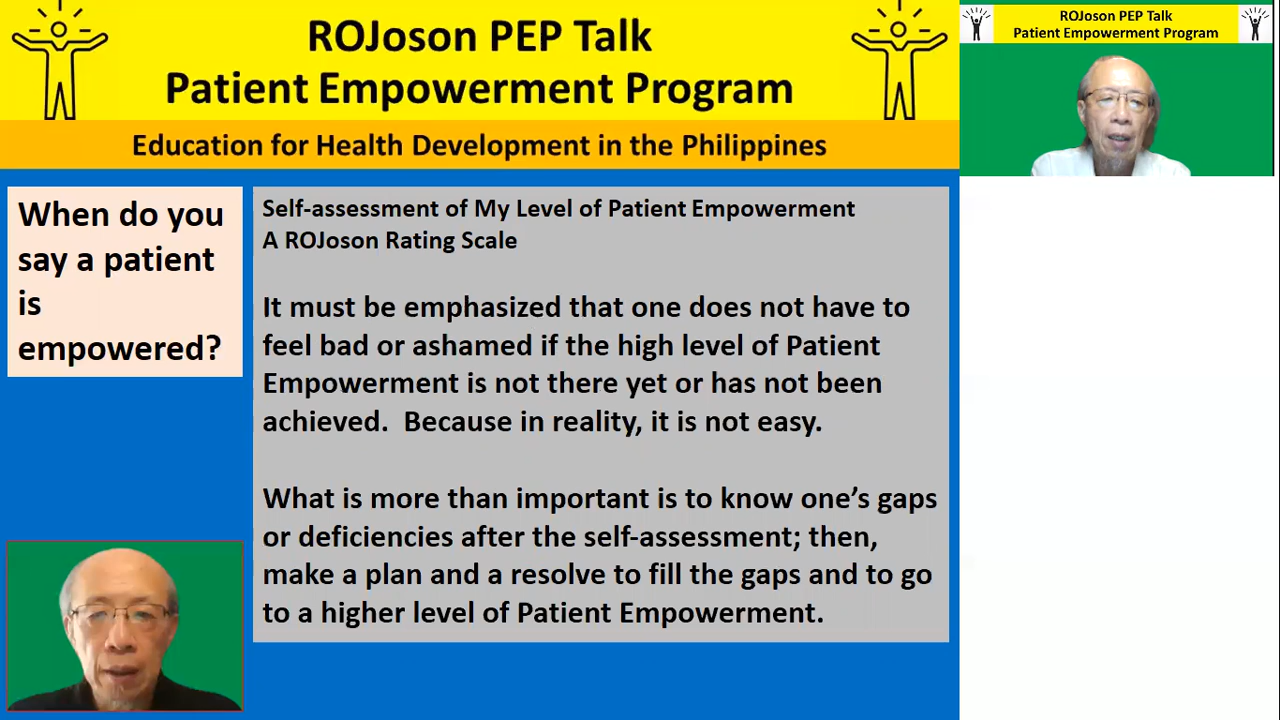 ROJoson PEP Talk
Patient Empowerment Program
Education for Health Development in the Philippines
When do you
say a patient
is
empowered?
Self-assessment of My Level of Patient Empowerment
A ROJoson Rating Scale
It must be emphasized that one does not have to
feel bad or ashamed if the high level of Patient
Empowerment is not there yet or has not been
achieved.  Because in reality, it is not easy.
What is more than important is to know one’s gaps
or deficiencies after the self-assessment; then,
make a plan and a resolve to fill the gaps and to go
to a higher level of Patient Empowerment.
ROJoson PEP Talk
Patient Empowerment Program